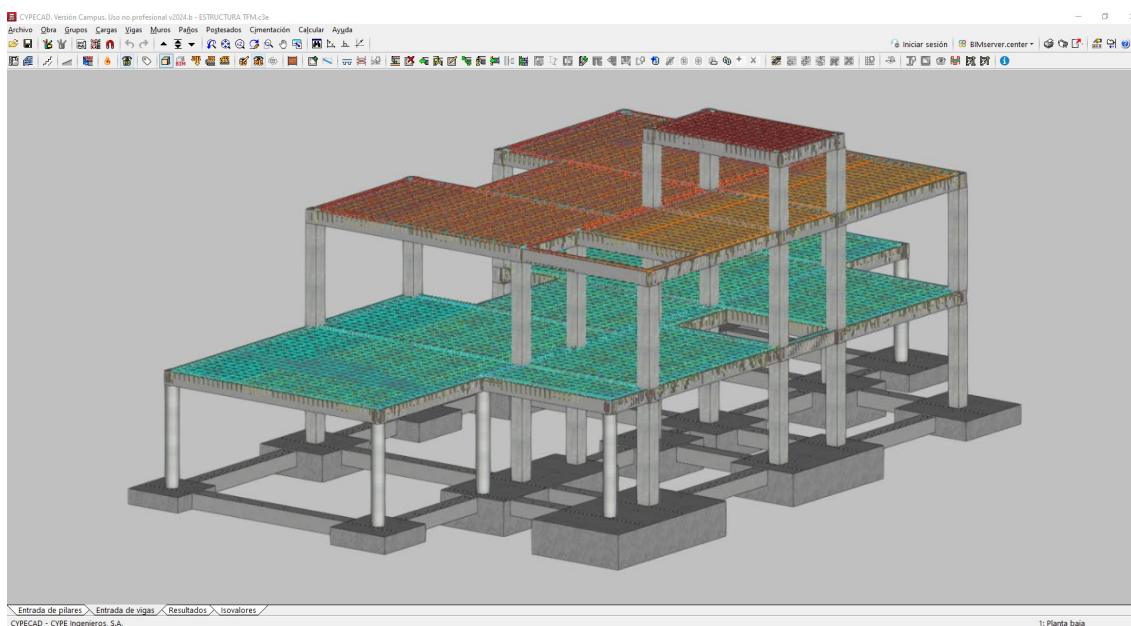 CYPECAD. Versión Campus. Uso no profesional v2024.b - ESTRUCTURA TFM.c3e
Archivo Obra Grupos Cargas Vigas Muros Paños Postesados Cimentación Calcular Ayuda
Iniciar sesión BIMserver.center
Entrada de pilares Entrada de vigas Resultados Isovalores
CYPECAD - CYPE Ingenieros, S.A. 1: Planta baja